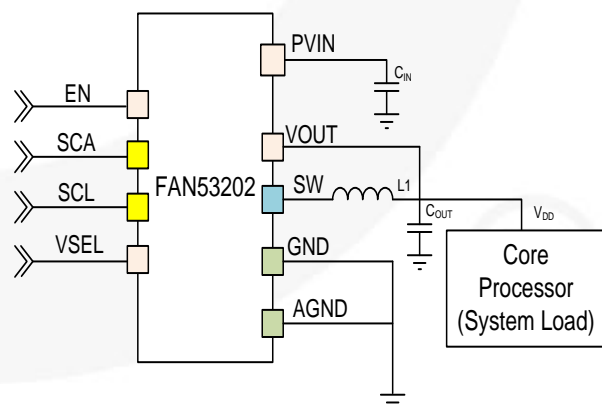 PVIN
CIN
EN
SCA
SCL
VSEL
FAN53202
VOUT
SW
L1
COUT
VDD
GND
AGND
Core
Processor
(System Load)